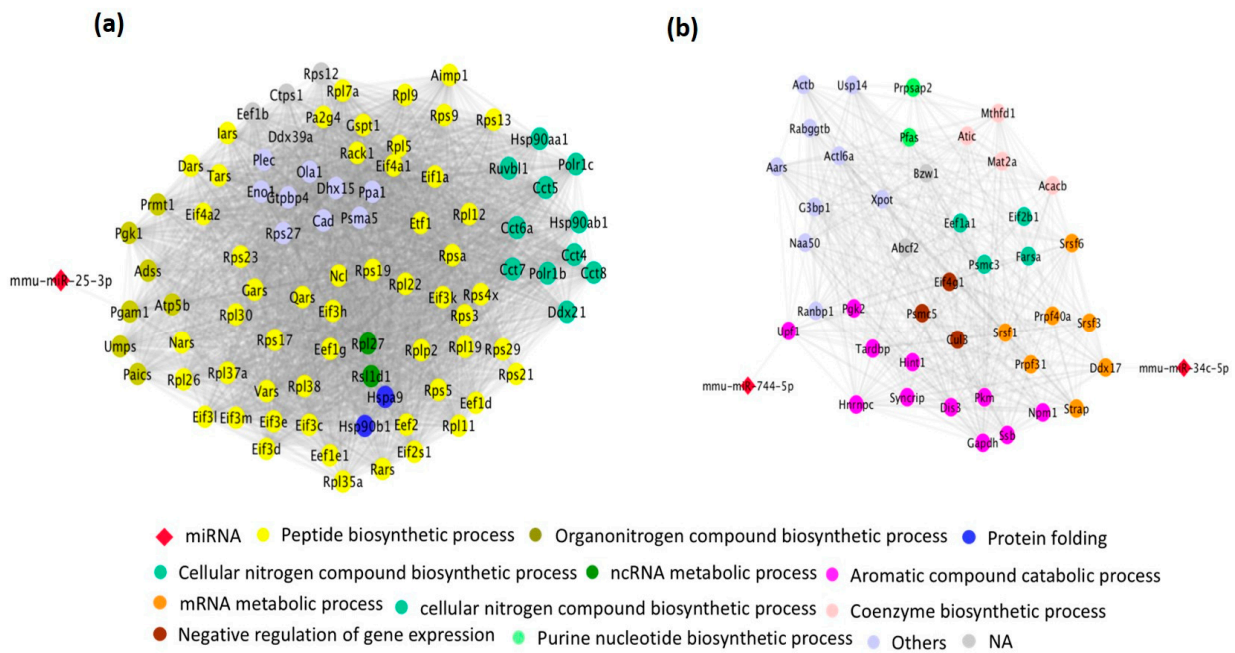 (a)
(b)
Rps12
Aimp1
Ctps1
Rpl7a
Rpl9
Eef1b
Pa2g4
Gspt1
Rps9
Rps13
Iars
Ddx39a
Rpl5
Hsp90aa1
Plec
Rack1
Eif4a1
Dars
Tars
Ola1
Eif1a
Ruvbl1
Polr1c
Eno1
Gtpbp4
Dhx15
Ppa1
Cct5
Prmt1
Eif4a2
Cad
Psma5
Etf1
Rpl12
Cct6a
Hsp90ab1
Pgk1
Rps27
Rps23
Rpsa
Cct4
Adss
Ncl
Rps19
Cct7
Polr1b
Cct8
mmu-miR-25-3p
Gars
Qars
Rpl22
Eif3k
Rps4x
Pgam1
Atp5b
Rpl30
Eif3h
Rps3
Ddx21
Umps
Nars
Rps17
Eef1g
Rpl27
Rplp2
Rpl19
Rps29
Paics
Rpl26
Rpl37a
Vars
Rpl38
Rsl1d1
Rps21
Hspa9
Rps5
Eef1d
Eif3l
Eif3m
Eif3e
Eif3c
Hsp90b1
Eef2
Rpl11
Eif3d
Eef1e1
Eif2s1
Rpl35a
Rars
Actb
Usp14
Prpsap2
Mthfd1
Rabggtb
Pfas
Atic
Aars
Actl6a
Mat2a
Bzw1
Acacb
G3bp1
Xpot
Eef1a1
Eif2b1
Naa50
Abcf2
Srsf6
Psmc3
Farsa
Eif4g1
Ranbp1
Pgk2
Psmc5
Prpf40a
Srsf3
Upf1
Cul3
Srsf1
Tardbp
Hint1
Prpf31
Ddx17
mmu-miR-34c-5p
mmu-miR-744-5p
Hnrnpc
Syncrip
Dis3
Pkm
Npm1
Strap
Gapdh
Ssb
miRNA
Peptide biosynthetic process
Organonitrogen compound biosynthetic process
Protein folding
Cellular nitrogen compound biosynthetic process
ncRNA metabolic process
Aromatic compound catabolic process
mRNA metabolic process
cellular nitrogen compound biosynthetic process
Coenzyme biosynthetic process
Negative regulation of gene expression
Purine nucleotide biosynthetic process
Others
NA